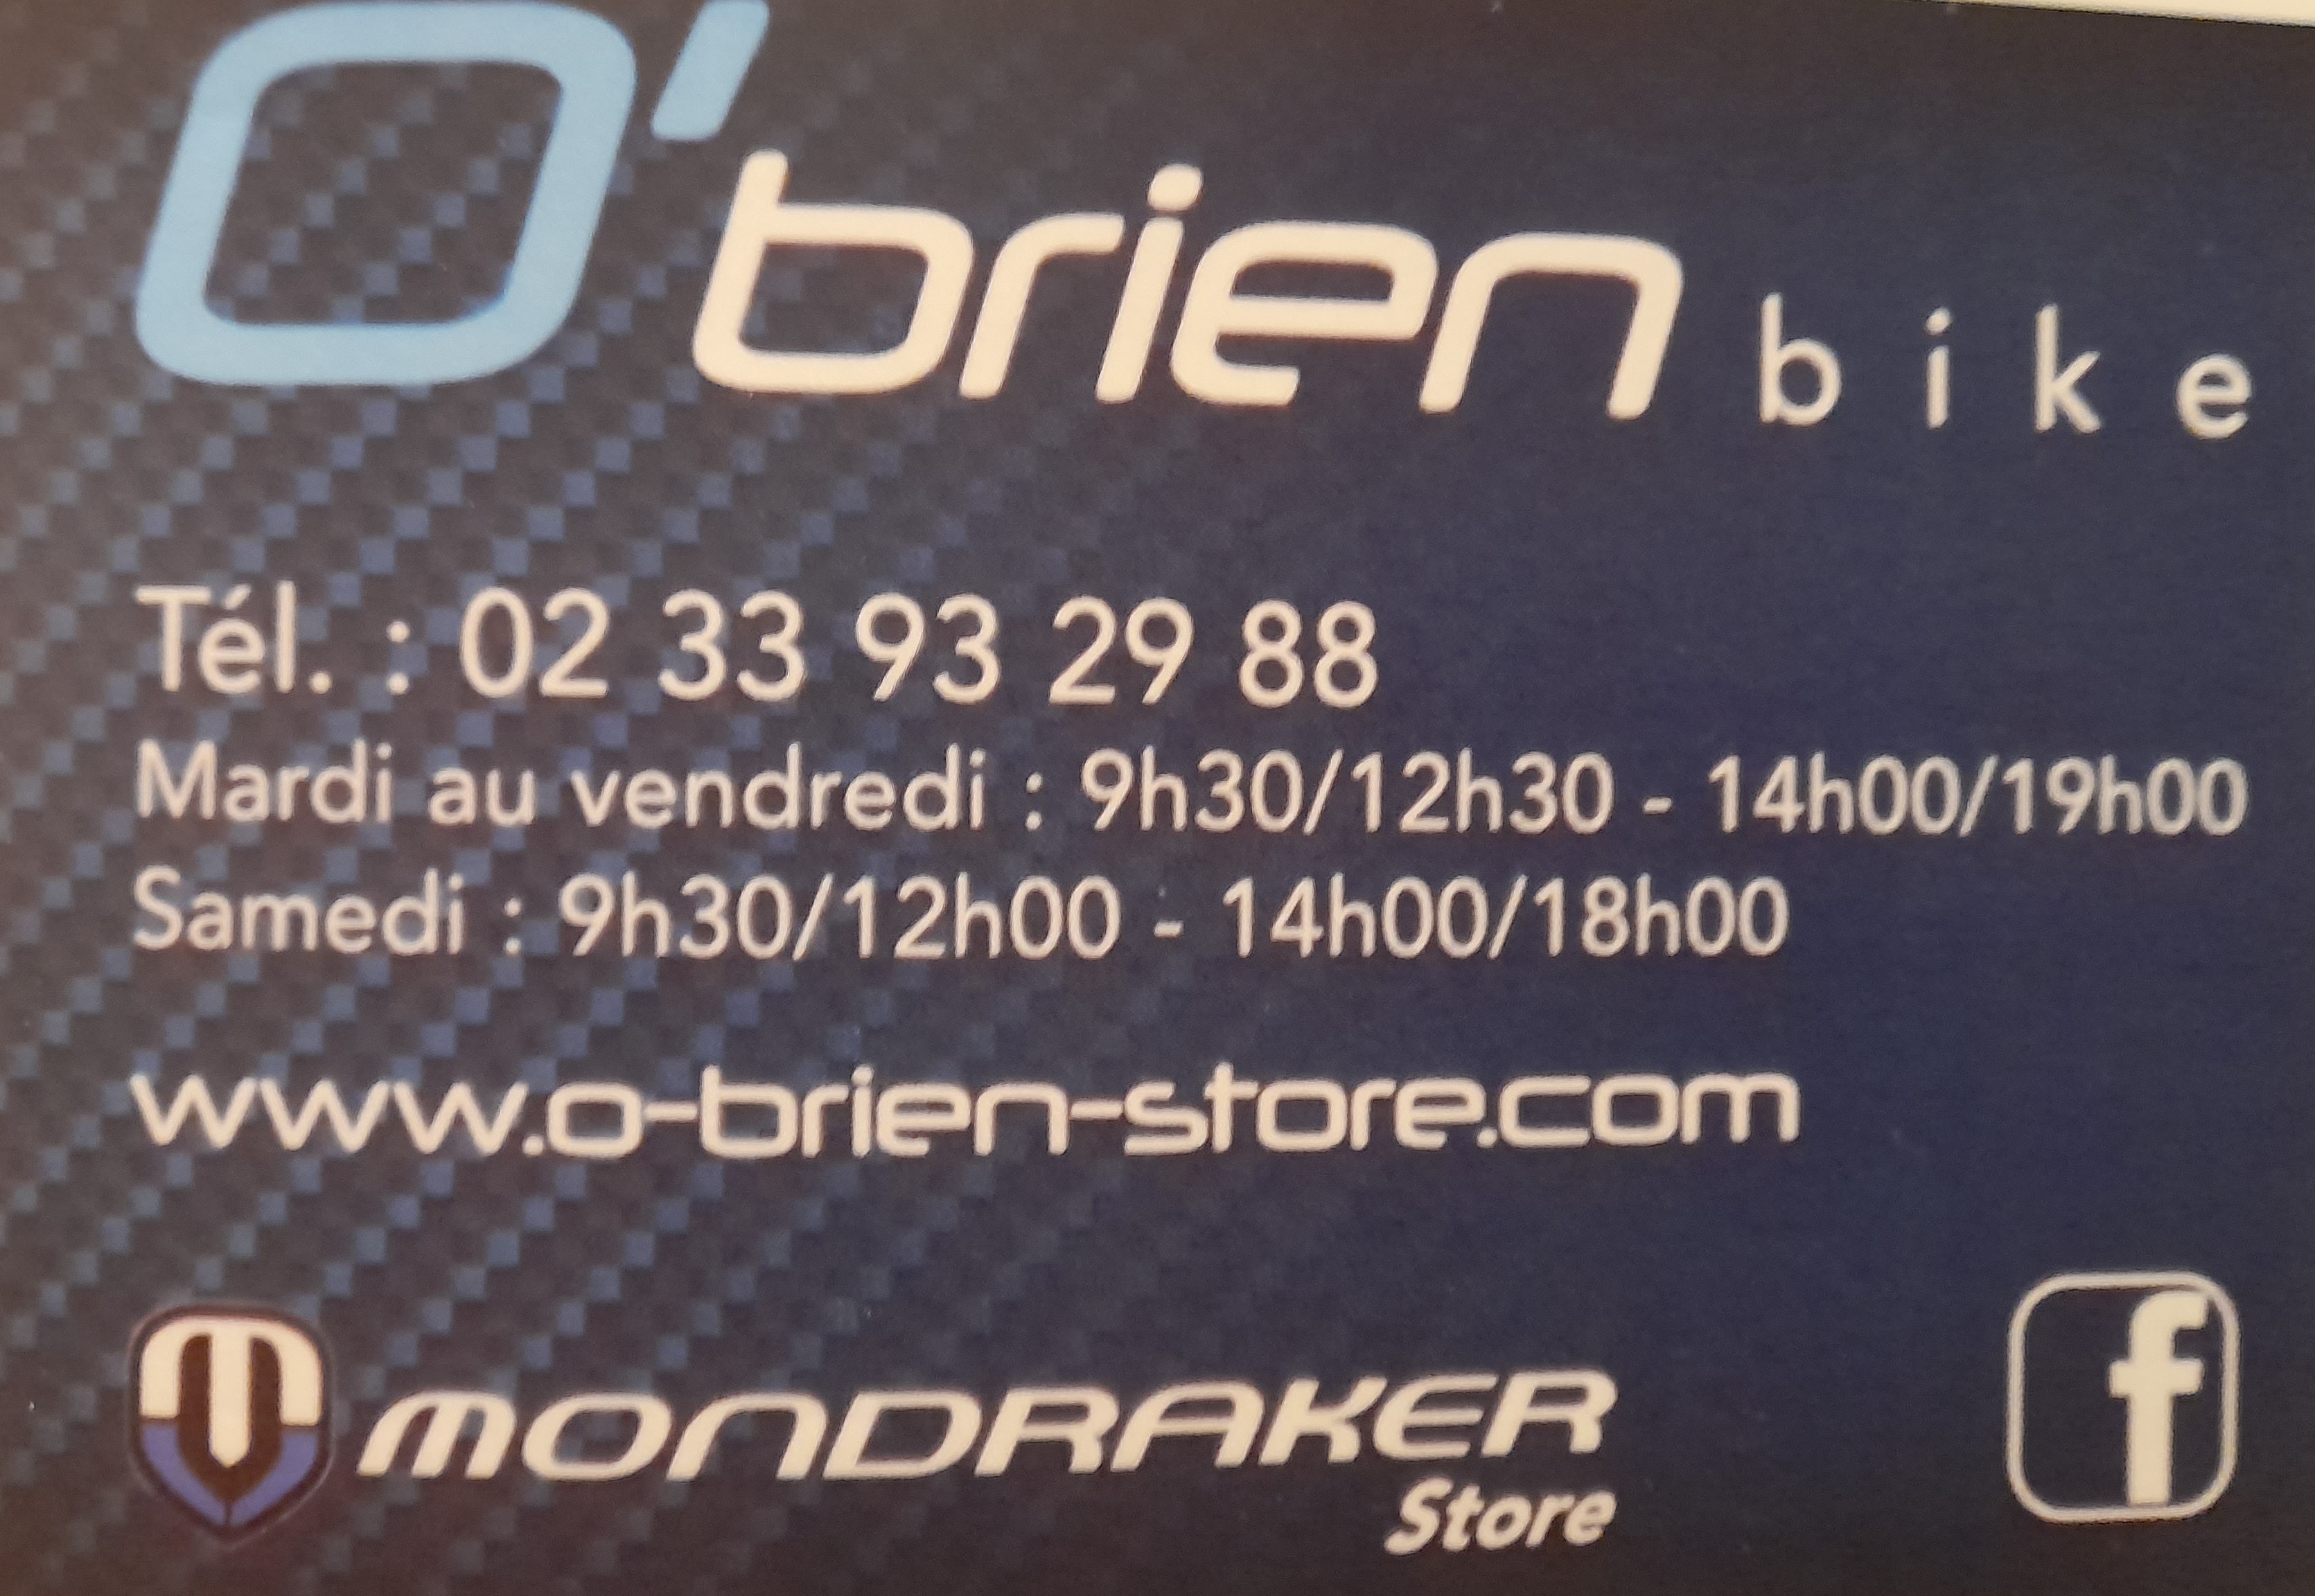 O'brien bike
Tél. : 02 33 93 29 88
Mardi au vendredi : 9h30/12h30 - 14h00/19h00
Samedi : 9h30/12h00 - 14h00/18h00
www.o-brien-store.com
MONDRAKER
Store
f